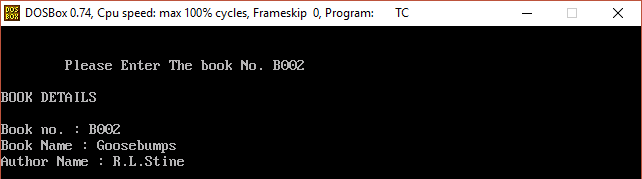 DOSBox 0.74, Cpu speed: max 100% cycles, Frameskip 0, Program: TC
Please Enter The book No. B002
BOOK DETAILS
Book no. : B002
Book Name : Goosebumps
Author Name : R.L.Stine